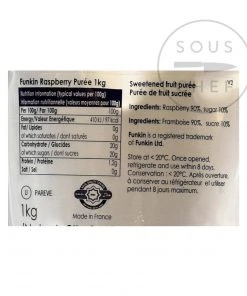 SOUS
CHEF
Funkin Raspberry Purée 1kg
Nutrition information (typical values per 100g)
Information nutritionnelle (valeurs moyennes pour 100g)
Per 100g/ Par 100g 100g
Energy/Valeur Energétique 410 kJ / 97 kcal
Fat/ Lipides 0g
of which saturates / dont saturés 0g
Carbohydrate / Glucides
of which sugars / dont sucres 20g
Protein / Protéine
Salt / Sel 0g
U PAREVE
1kg
Made in France
Sweetened fruit purée V2
Purée de fruit sucrée
Ingredients: Raspberry 90%, sugar 10%
Ingrédients: Framboise 90%, sucre 10%
Funkin is a registered trademark
of Funkin Ltd.
Store at < 20°C. Once opened,
refrigerate and use within 8 days.
Conservation : < 20°C. Après ouverture,
à conserver au réfrigérateur et utiliser
pendant 8 jours maximum.